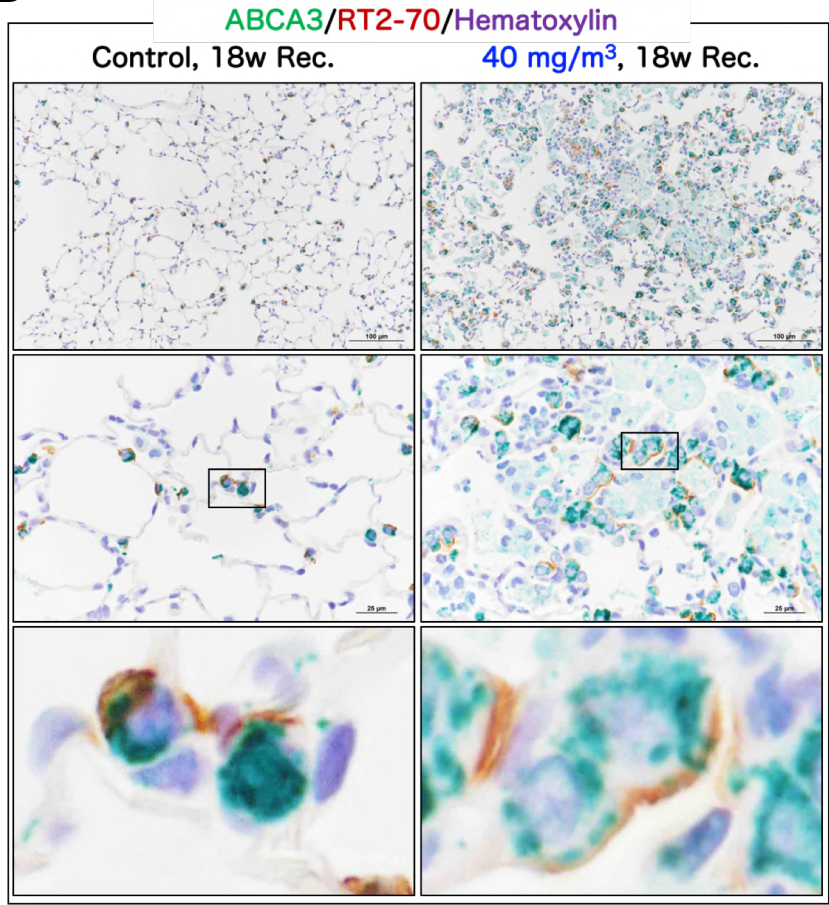 ABCA3/RT2-70/Hematoxylin
Control, 18w Rec.
40 mg/m³, 18w Rec.
100 µm
100 µm
25 µm
25 µm